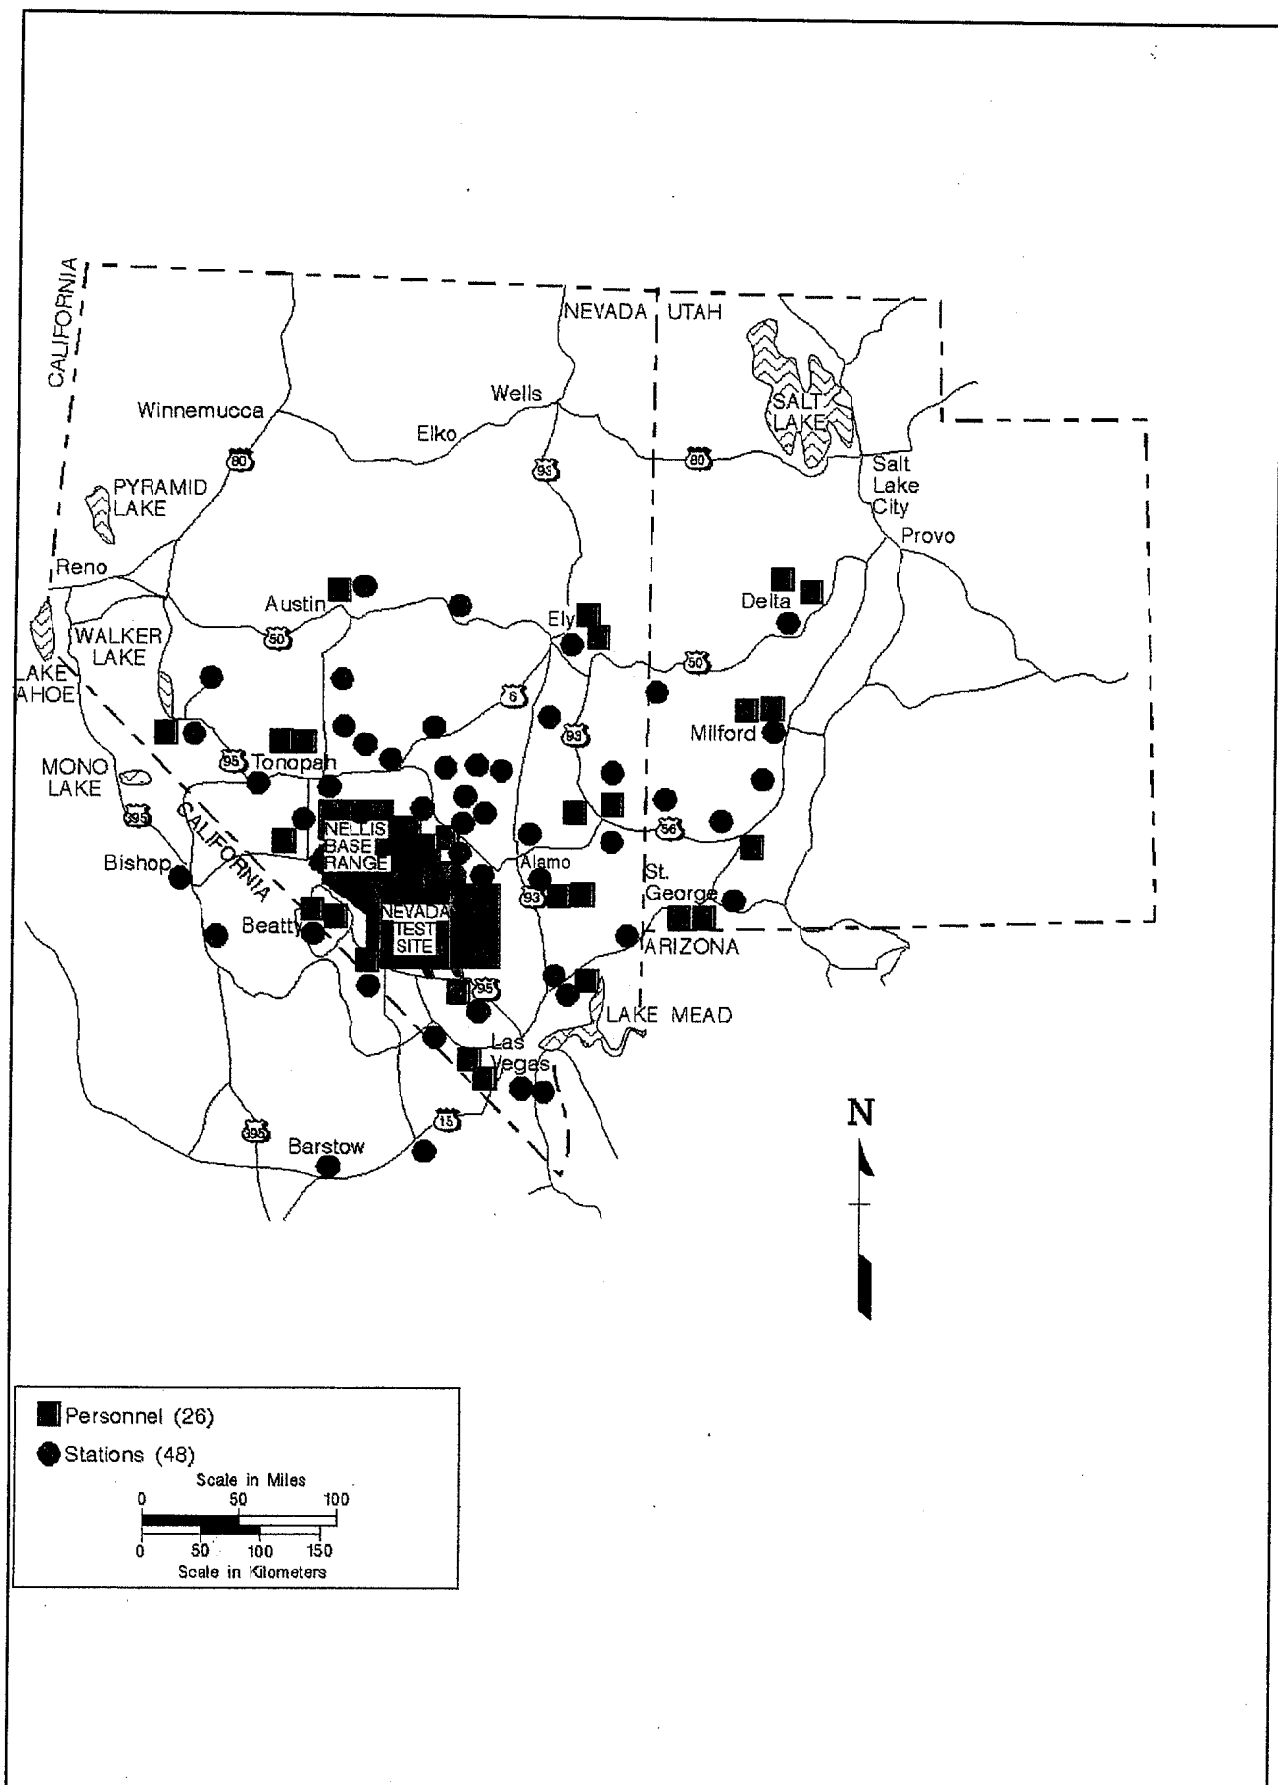 CALIFORNIA
NEVADA
UTAH
SALT
LAKE
Wells
Winnemucca
Elko
80
93
80
Salt
Lake
City
PYRAMID
LAKE
Provo
Reno
Austin
Delta
Ely
50
WALKER
LAKE
50
LAKE
AHOE
6
Milford
93
95
Tonopah
MONO
LAKE
395
CALIFORNIA
56
NELLIS
BASE
RANGE
Bishop
Alamo
St.
George
93
NEVADA
TEST
SITE
Beatty
ARIZONA
95
LAKE MEAD
Las
Vegas
15
395
Barstow
N
Personnel (26)
Stations (48)
Scale in Miles
0 50 100
0 50 100 150
Scale in Kilometers